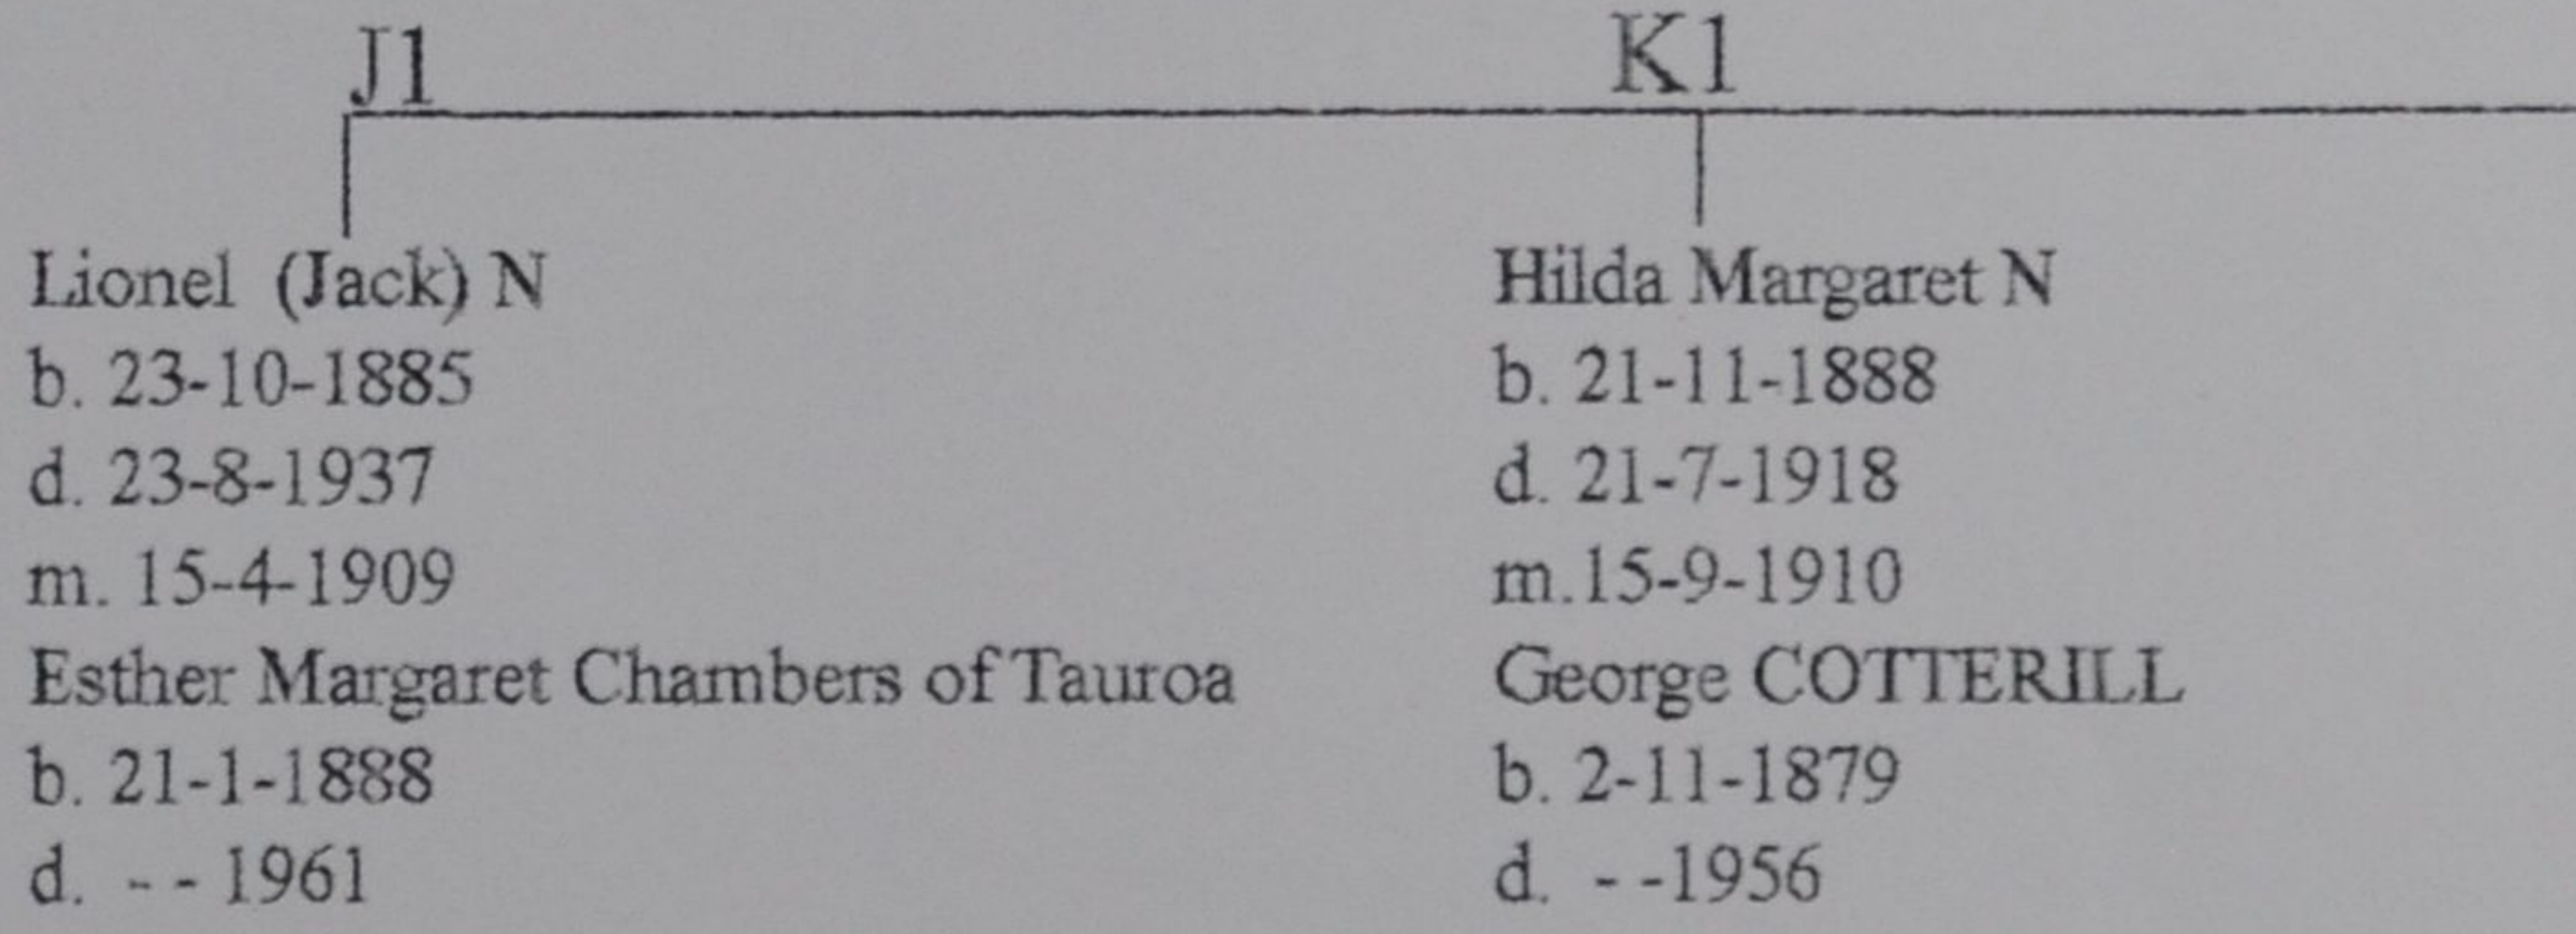 J1
K1
Lionel (Jack) N
b. 23-10-1885
d. 23-8-1937
m. 15-4-1909
Esther Margaret Chambers of Tauroa
b. 21-1-1888
d. - - 1961
Hilda Margaret N
b. 21-11-1888
d. 21-7-1918
m.15-9-1910
George COTTERILL
b. 2-11-1879
d. - -1956